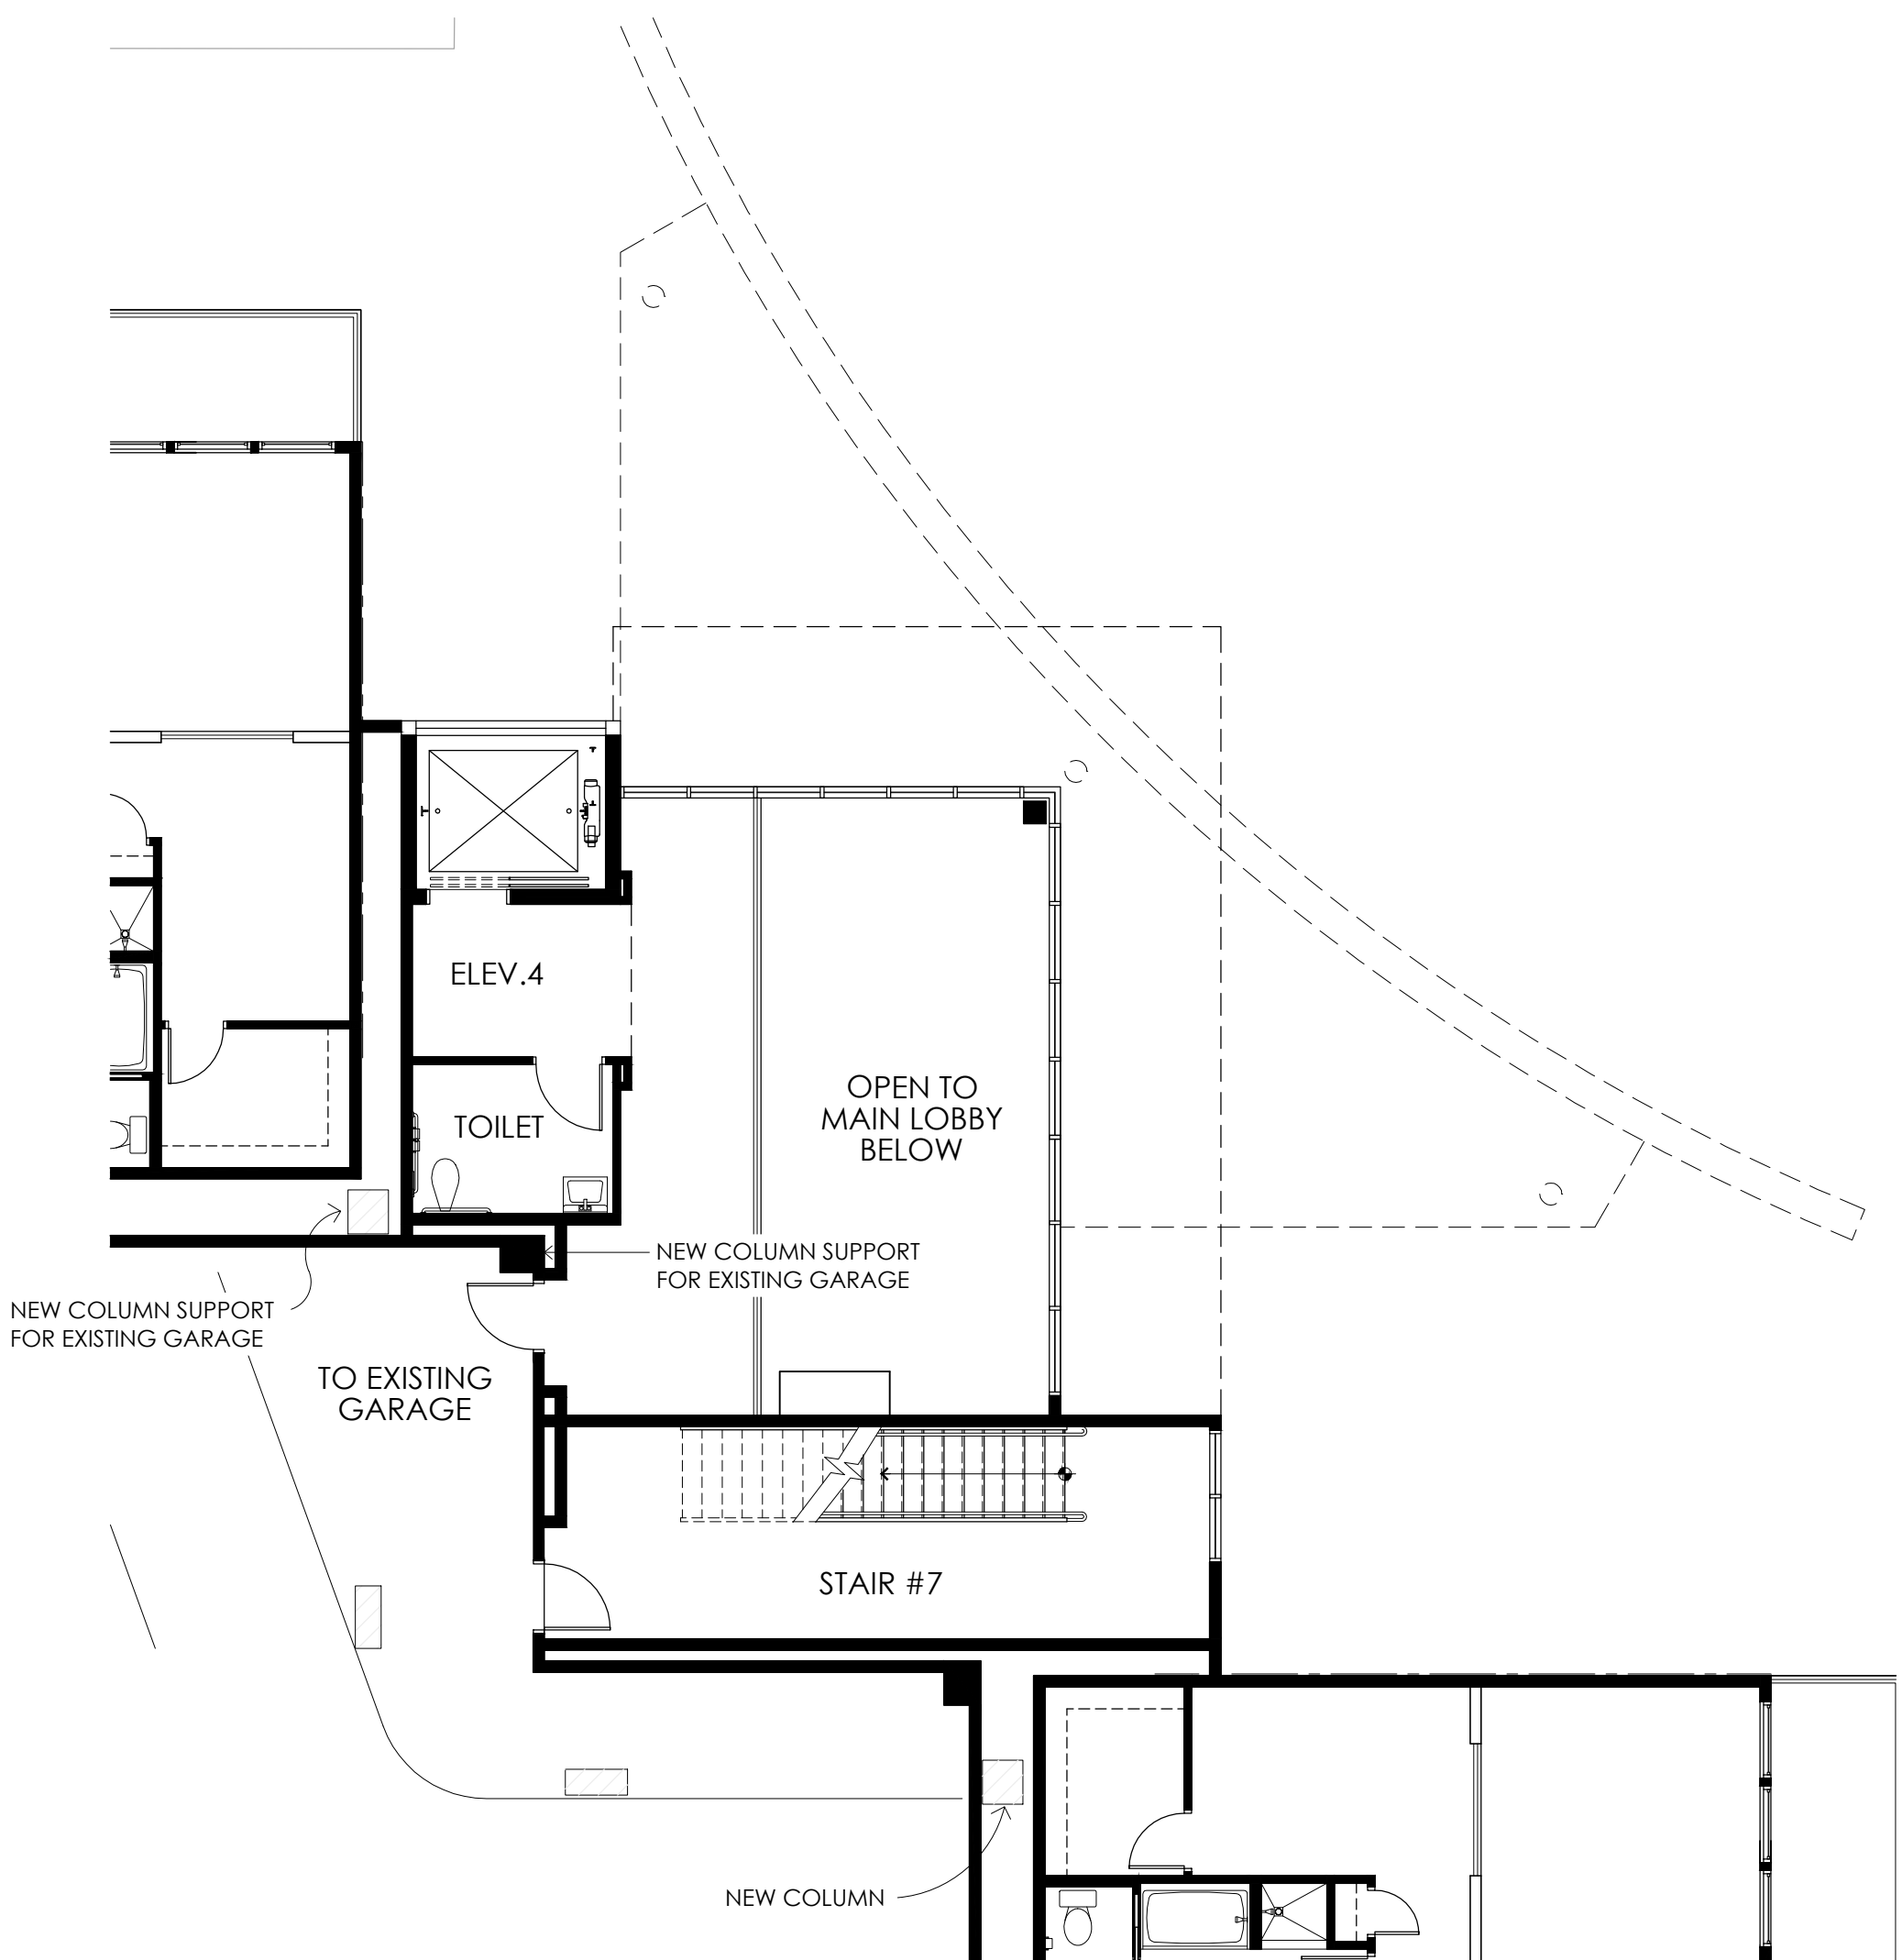 ELEV.4
OPEN TO
MAIN LOBBY
BELOW
TOILET
NEW COLUMN SUPPORT
FOR EXISTING GARAGE
NEW COLUMN SUPPORT
FOR EXISTING GARAGE
TO EXISTING
GARAGE
STAIR #7
NEW COLUMN